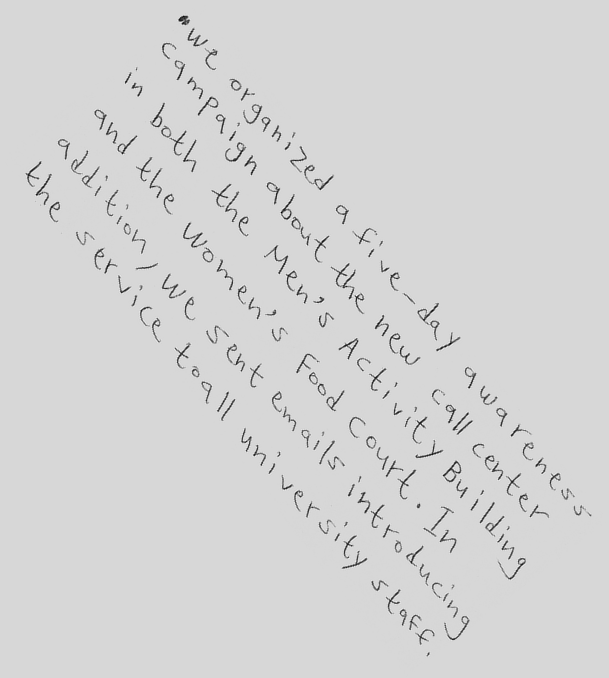 • we organized a five-day awareness
campaign about the new call center
in both the Men's Activity Building
and the women's Food Court. In
addition, we sent emails introducing
the service to all university staff.